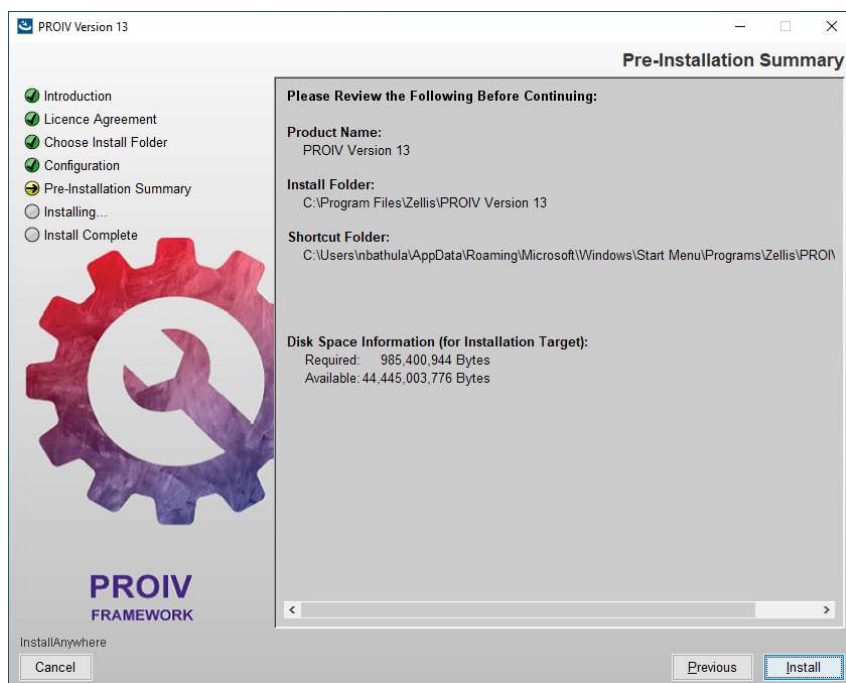 PROIV Version 13
Pre-Installation Summary
Introduction
Licence Agreement
Choose Install Folder
Configuration
Pre-Installation Summary
Installing...
Install Complete
PROIV
FRAMEWORK
Please Review the Following Before Continuing:
Product Name:
PROIV Version 13
Install Folder:
C:\Program Files\Zellis\PROIV Version 13
Shortcut Folder:
C:\Users\nbathula\AppData\Roaming\Microsoft\Windows\Start Menu\Programs\Zellis\PROIV
Disk Space Information (for Installation Target):
Required: 985,400,944 Bytes
Available: 44,445,003,776 Bytes
InstallAnywhere
Cancel
Previous
Install